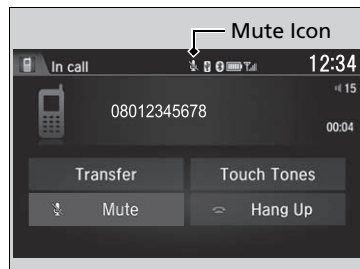 Mute Icon
In call
12:34
15
08012345678
00:04
Transfer
Touch Tones
Mute
Hang Up